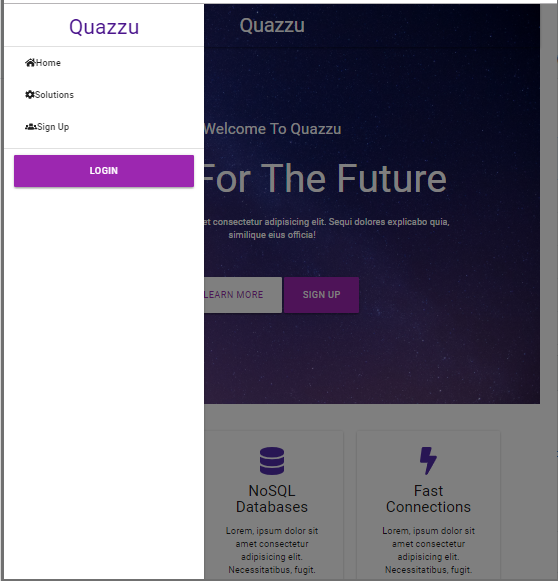 Quazzu
Home
Solutions
Sign Up
LOGIN
Quazzu
Welcome To Quazzu
For The Future
et consectetur adipisicing elit. Sequi dolores explicabo quia,
similique eius officia!
LEARN MORE
SIGN UP
NoSQL
Databases
Lorem, ipsum dolor sit
amet consectetur
adipisicing elit.
Necessitatibus, fugit.
Fast
Connections
Lorem, ipsum dolor sit
amet consectetur
adipisicing elit.
Necessitatibus, fugit.